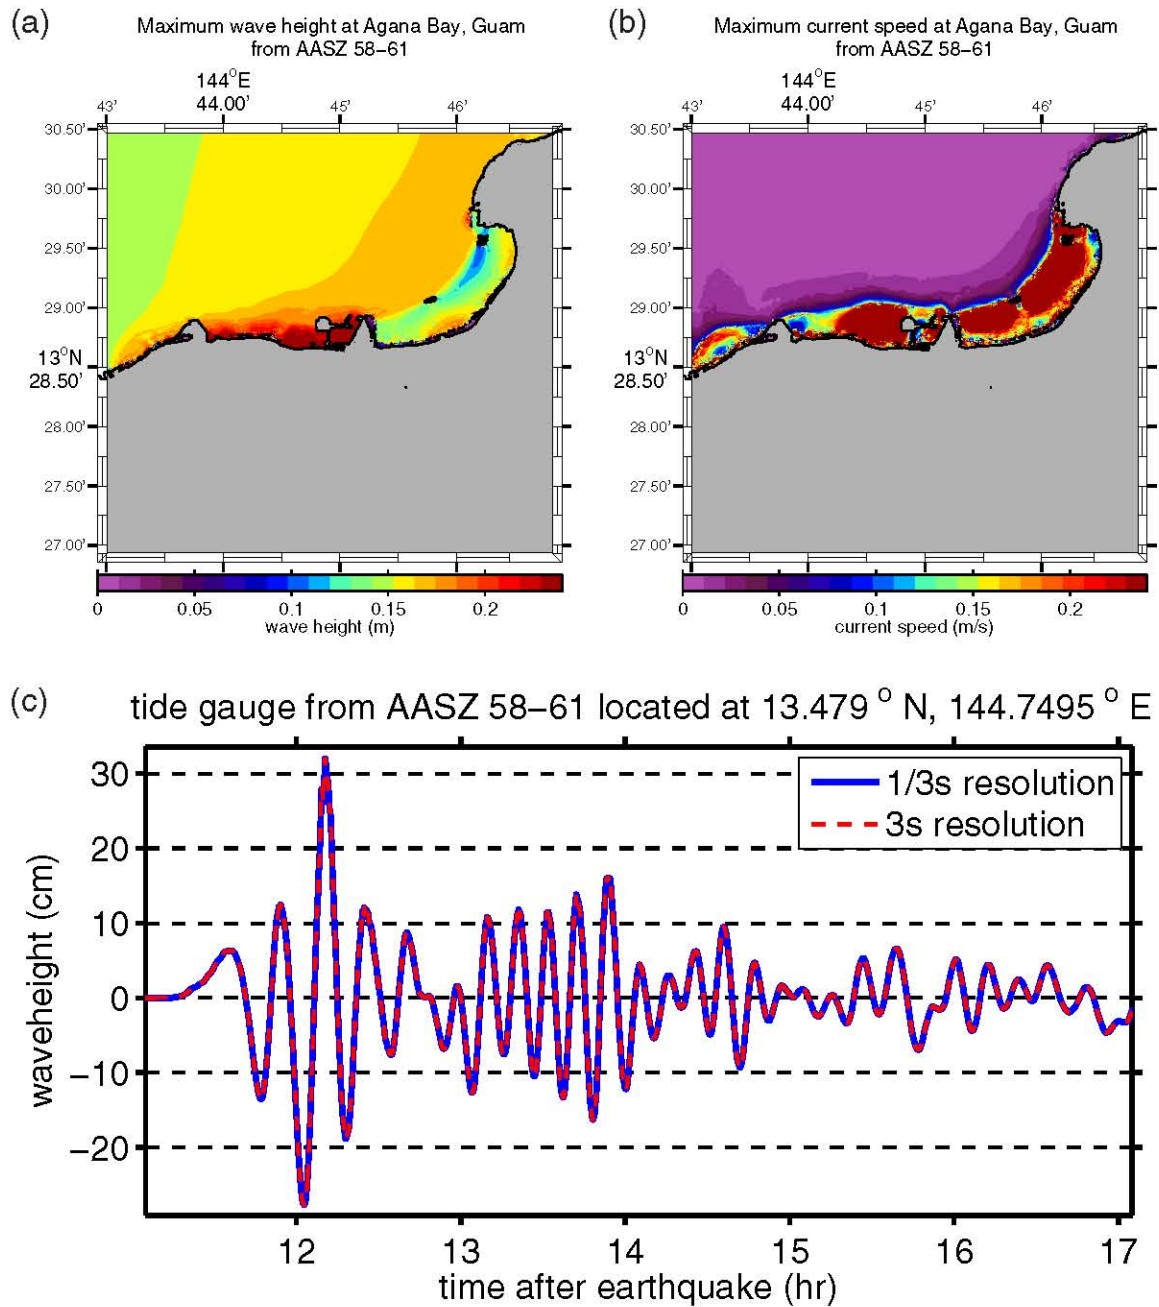 (a)
Maximum wave height at Agana Bay, Guam
from AASZ 58−61
144°E
43' 44.00' 45' 46'
30.50'
30.00'
29.50'
29.00'
13°N
28.50'
28.00'
27.50'
27.00'
0 0.05 0.1 0.15 0.2
wave height (m)
(b)
Maximum current speed at Agana Bay, Guam
from AASZ 58−61
144°E
43' 44.00' 45' 46'
30.50'
30.00'
29.50'
29.00'
13°N
28.50'
28.00'
27.50'
27.00'
0 0.05 0.1 0.15 0.2
current speed (m/s)
(c)
tide gauge from AASZ 58−61 located at 13.479 ° N, 144.7495 ° E
1/3s resolution
3s resolution
30
20
10
0
−10
−20
waveheight (cm)
12 13 14 15 16 17
time after earthquake (hr)